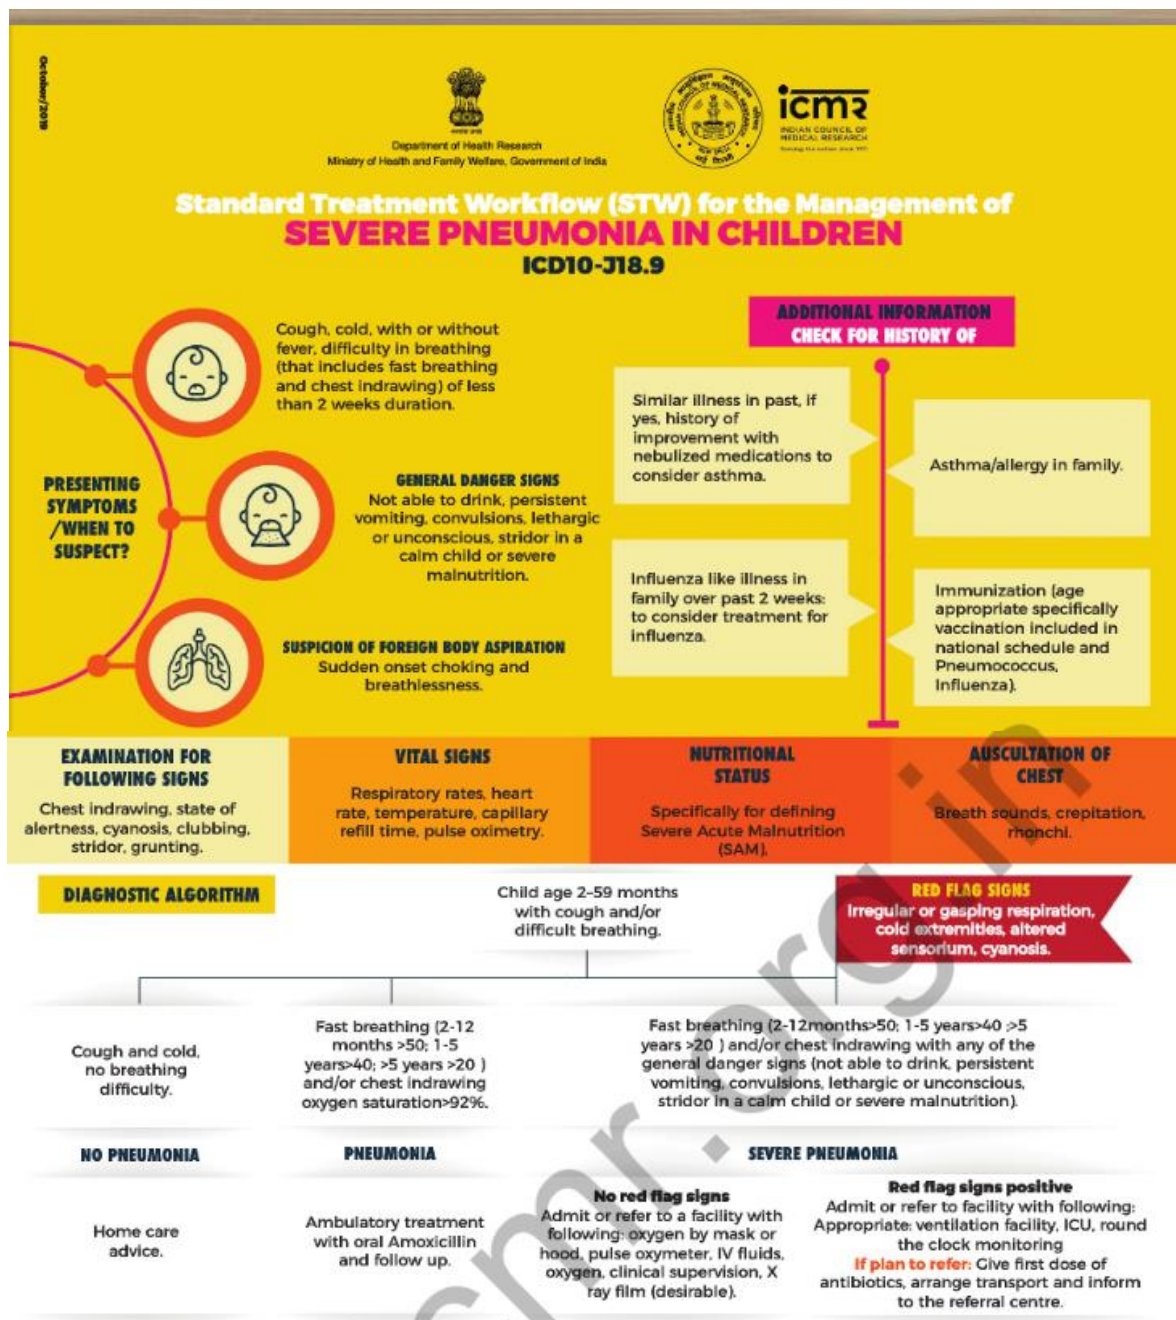 October/2019
Department of Health Research
Ministry of Health and Family Welfare, Government of India
icmr
INDIAN COUNCIL OF
MEDICAL RESEARCH
Standard Treatment Workflow (STW) for the Management of
SEVERE PNEUMONIA IN CHILDREN
ICD10-J18.9
PRESENTING
SYMPTOMS
/WHEN TO
SUSPECT?
Cough, cold, with or without
fever, difficulty in breathing
(that includes fast breathing
and chest indrawing) of less
than 2 weeks duration.
GENERAL DANGER SIGNS
Not able to drink, persistent
vomiting, convulsions, lethargic
or unconscious, stridor in a
calm child or severe
malnutrition.
SUSPICION OF FOREIGN BODY ASPIRATION
Sudden onset choking and
breathlessness.
ADDITIONAL INFORMATION
CHECK FOR HISTORY OF
Similar illness in past, if
yes, history of
improvement with
nebulized medications to
consider asthma.
Asthma/allergy in family.
Influenza like illness in
family over past 2 weeks:
to consider treatment for
influenza.
Immunization (age
appropriate specifically
vaccination included in
national schedule and
Pneumococcus,
Influenza).
EXAMINATION FOR
FOLLOWING SIGNS
Chest indrawing, state of
alertness, cyanosis, clubbing,
stridor, grunting.
VITAL SIGNS
Respiratory rates, heart
rate, temperature, capillary
refill time, pulse oximetry.
NUTRITIONAL
STATUS
Specifically for defining
Severe Acute Malnutrition
(SAM).
AUSCULTATION OF
CHEST
Breath sounds, crepitation,
rhonchi.
DIAGNOSTIC ALGORITHM
Child age 2-59 months
with cough and/or
difficult breathing.
RED FLAG SIGNS
Irregular or gasping respiration,
cold extremities, altered
sensorium, cyanosis.
Cough and cold,
no breathing
difficulty.
Fast breathing (2-12
months >50; 1-5
years>40; >5 years >20 )
and/or chest indrawing
oxygen saturation>92%.
Fast breathing (2-12months>50; 1-5 years>40 ;>5
years >20 ) and/or chest indrawing with any of the
general danger signs (not able to drink, persistent
vomiting, convulsions, lethargic or unconscious,
stridor in a calm child or severe malnutrition).
NO PNEUMONIA
PNEUMONIA
SEVERE PNEUMONIA
Home care
advice.
Ambulatory treatment
with oral Amoxicillin
and follow up.
No red flag signs
Admit or refer to a facility with
following: oxygen by mask or
hood, pulse oxymeter, IV fluids,
oxygen, clinical supervision, X
ray film (desirable).
Red flag signs positive
Admit or refer to facility with following:
Appropriate: ventilation facility, ICU, round
the clock monitoring
If plan to refer: Give first dose of
antibiotics, arrange transport and inform
to the referral centre.
cmr.org.in